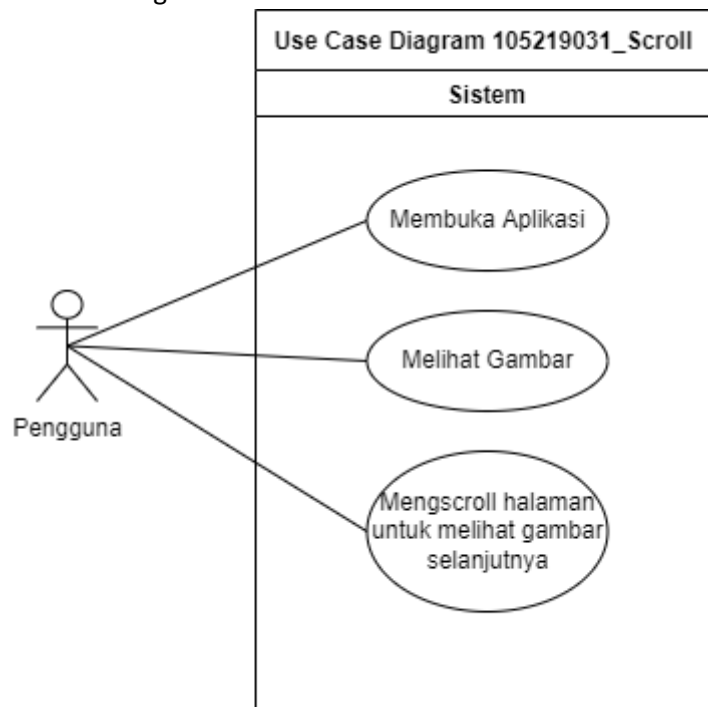 Use Case Diagram 105219031_Scroll
Sistem
Membuka Aplikasi
Melihat Gambar
Pengguna
Mengscroll halaman
untuk melihat gambar
selanjutnya